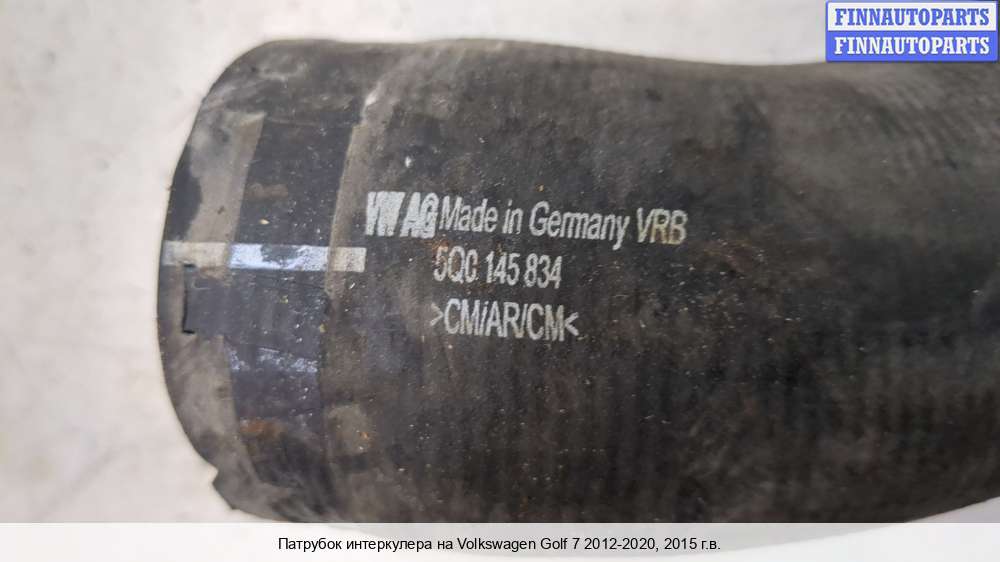 FINNAUTOPARTS
FINNAUTOPARTS
VW AG Made in Germany VRB
5Q0 145 834
>CM/AR/CM<
Патрубок интеркулера на Volkswagen Golf 7 2012-2020, 2015 г.в.